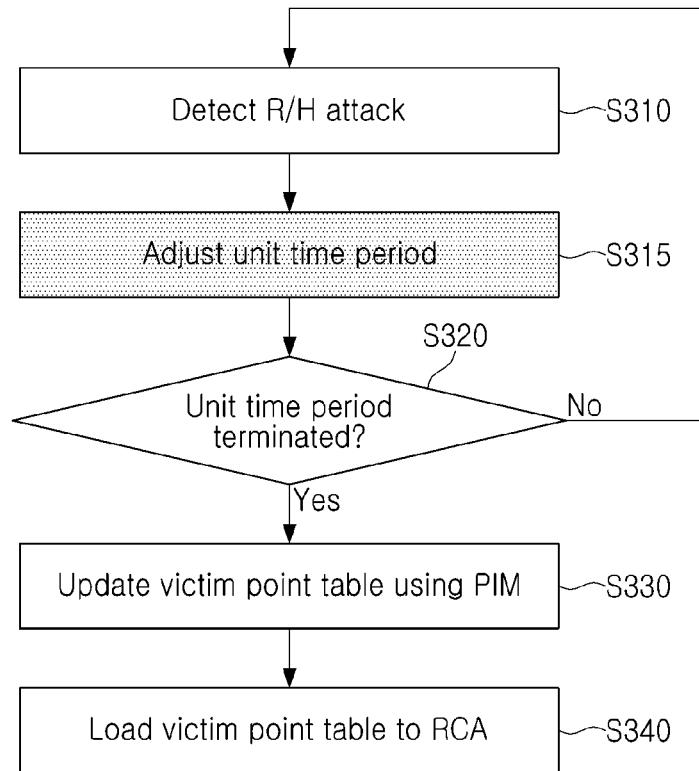 Detect R/H attack
S310
Adjust unit time period
S315
S320
Unit time period
terminated?
No
Yes
Update victim point table using PIM
S330
Load victim point table to RCA
S340